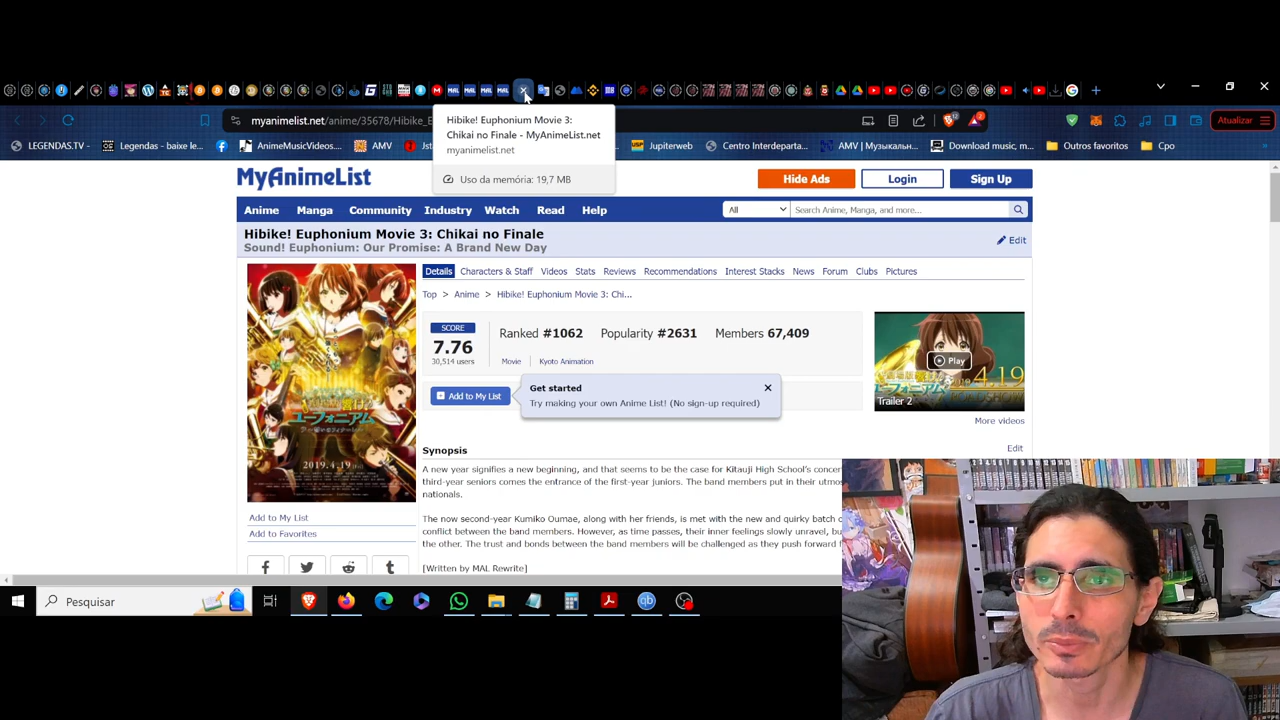 myanimelist.net/anime/35678/Hibike_E
Atualizar
Hibike! Euphonium Movie 3:
Chikai no Finale - MyAnimeList.net
myanimelist.net
Uso da memória: 19,7 MB
LEGENDAS.TV - Legendas - baixe le... AnimeMusicVideos... AMV Jupiterweb Centro Interdeparta... AMV | Музыкальн... Download music, m... Outros favoritos Cpo
MyAnimeList
Hide Ads Login Sign Up
Anime Manga Community Industry Watch Read Help All Search Anime, Manga, and more...
Hibike! Euphonium Movie 3: Chikai no Finale
Sound! Euphonium: Our Promise: A Brand New Day
Edit
Details Characters & Staff Videos Stats Reviews Recommendations Interest Stacks News Forum Clubs Pictures
Top > Anime > Hibike! Euphonium Movie 3: Chi...
SCORE
7.76
30,514 users
Ranked #1062 Popularity #2631 Members 67,409
Movie Kyoto Animation
Play
Trailer 2
More videos
Add to My List
Get started
Try making your own Anime List! (No sign-up required)
Synopsis
Edit
A new year signifies a new beginning, and that seems to be the case for Kitauji High School's concer
third-year seniors comes the entrance of the first-year juniors. The band members put in their utmos
nationals.
The now second-year Kumiko Oumae, along with her friends, is met with the new and quirky batch o
conflict between the band members. However, as time passes, their inner feelings slowly unravel, bu
the other. The trust and bonds between the band members will be challenged as they push forward
[Written by MAL Rewrite]
ユーフォニアム
2019.4.19
Add to My List
Add to Favorites
Pesquisar